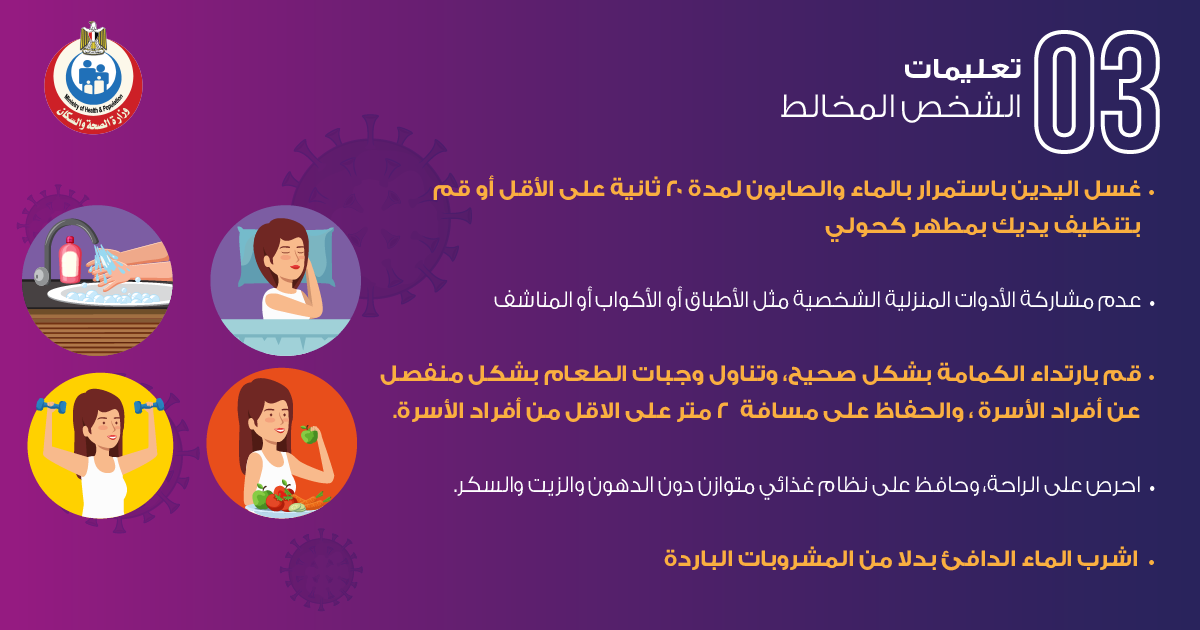 Ministry of Health & Population
وزارة الصحة والسكان
03
تعليمات
الشخص المخالط
• غسل اليدين باستمرار بالماء والصابون لمدة ٢٠ ثانية على الأقل أو قم
بتنظيف يديك بمطهر كحولي
• عدم مشاركة الأدوات المنزلية الشخصية مثل الأطباق أو الأكواب أو المناشف
• قم بارتداء الكمامة بشكل صحيح، وتناول وجبات الطعام بشكل منفصل
عن أفراد الأسرة ، والحفاظ على مسافة ٢ متر على الاقل من أفراد الأسرة.
• احرص على الراحة، وحافظ على نظام غذائي متوازن دون الدهون والزيت والسكر.
• اشرب الماء الدافئ بدلا من المشروبات الباردة